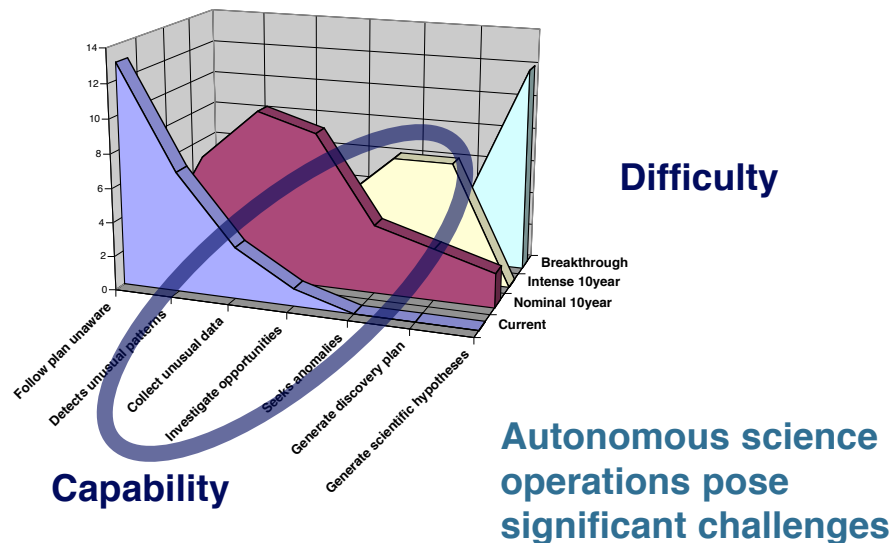 14
12
10
8
6
4
2
0
Difficulty
Breakthrough
Intense 10year
Nominal 10year
Current
Follow plan unaware
Detects unusual patterns
Collect unusual data
Investigate opportunities
Seeks anomalies
Generate discovery plan
Generate scientific hypotheses
Capability
Autonomous science
operations pose
significant challenges